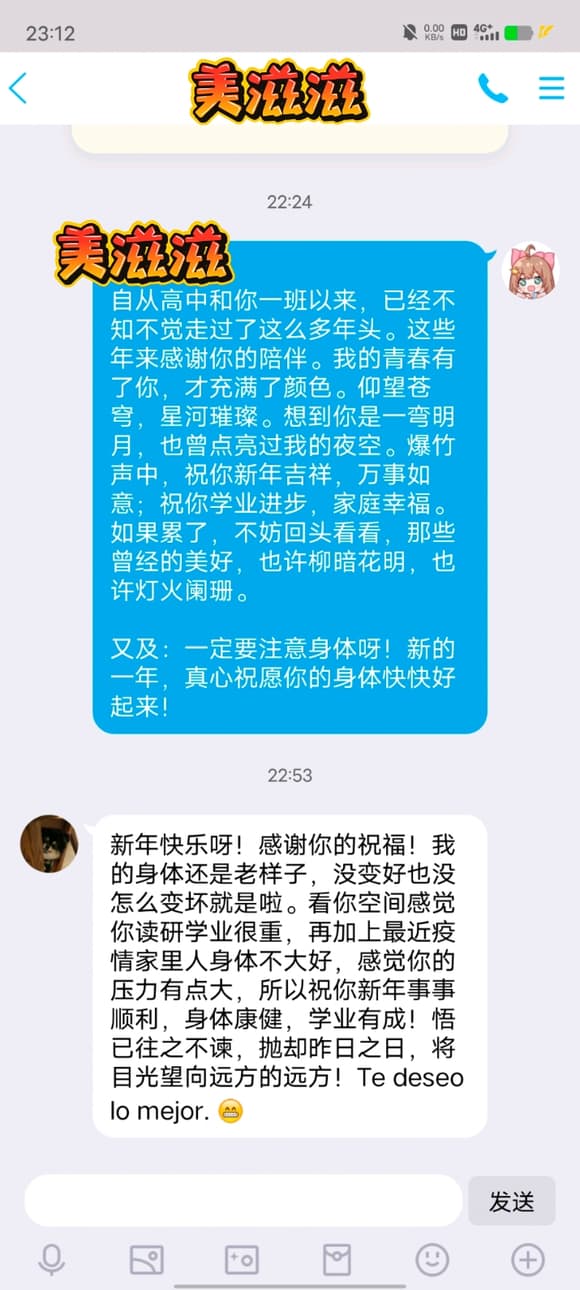 23:12
0.00
KB/s
HD
4G+
美滋滋
22:24
美滋滋
自从高中和你一班以来，已经不
知不觉走过了这么多年头。这些
年来感谢你的陪伴。我的青春有
了你，才充满了颜色。仰望苍
穹，星河璀璨。想到你是一弯明
月，也曾点亮过我的夜空。爆竹
声中，祝你新年吉祥，万事如
意；祝你学业进步，家庭幸福。
如果累了，不妨回头看看，那些
曾经的美好，也许柳暗花明，也
许灯火阑珊。
又及：一定要注意身体呀！新的
一年，真心祝愿你的身体快快好
起来！
22:53
新年快乐呀！感谢你的祝福！我
的身体还是老样子，没变好也没
怎么变坏就是啦。看你空间感觉
你读研学业很重，再加上最近疫
情家里人身体不大好，感觉你的
压力有点大，所以祝你新年事事
顺利，身体康健，学业有成！悟
已往之不谏，抛却昨日之日，将
目光望向远方的远方！Te deseo
lo mejor. 😁
发送